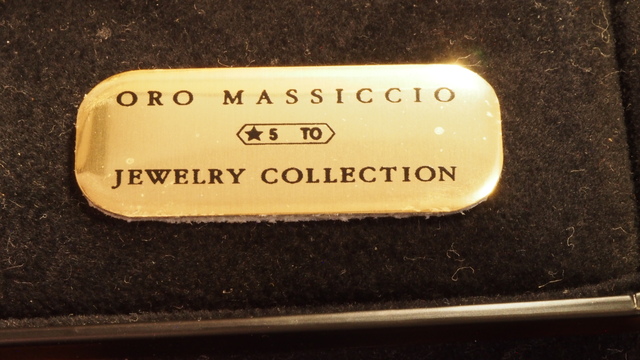 ORO MASSICCIO
★5 TO
JEWELRY COLLECTION